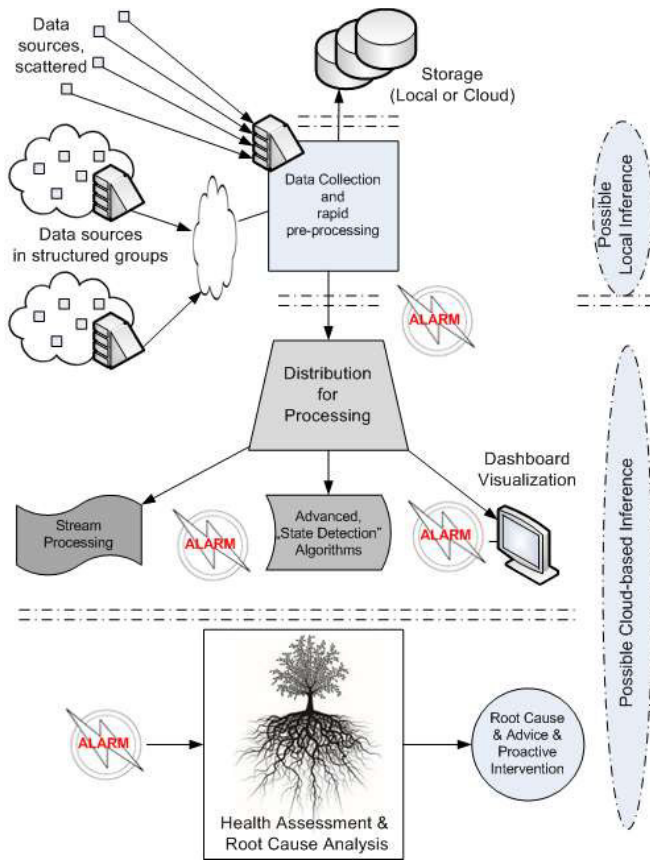 Data
sources,
scattered
Storage
(Local or Cloud)
Data Collection
and
rapid
pre-processing
Possible
Local Inference
Data sources
in structured groups
ALARM
Distribution
for
Processing
Dashboard
Visualization
Stream
Processing
ALARM
Advanced,
„State Detection"
Algorithms
ALARM
Possible Cloud-based Inference
ALARM
Root Cause
& Advice &
Proactive
Intervention
Health Assessment &
Root Cause Analysis